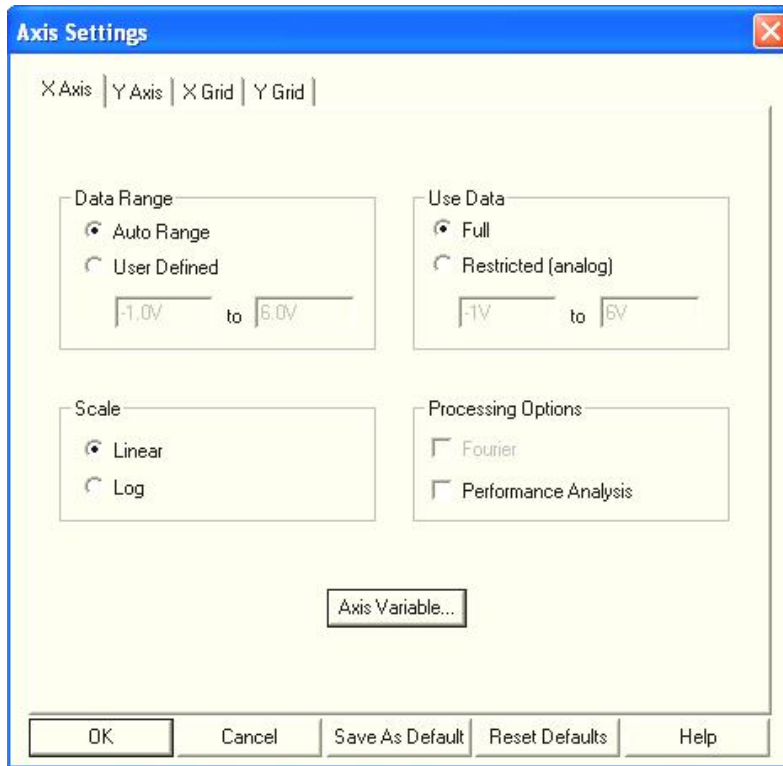 Axis Settings
X Axis Y Axis X Grid Y Grid
Data Range
Auto Range
User Defined
-1.0V to 6.0V
Use Data
Full
Restricted (analog)
-1V to 6V
Scale
Linear
Log
Processing Options
Fourier
Performance Analysis
Axis Variable...
OK Cancel Save As Default Reset Defaults Help